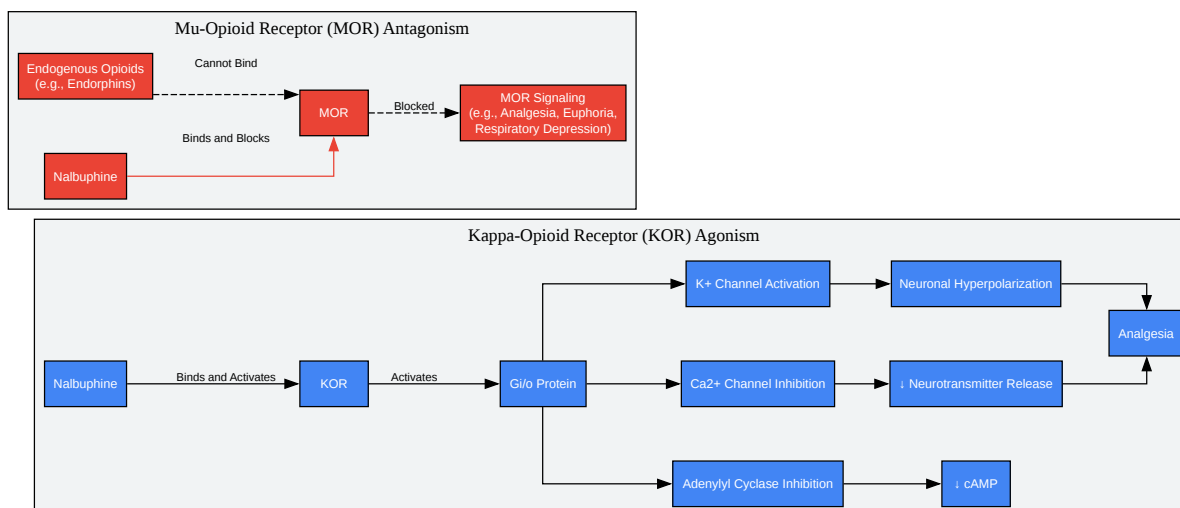 Mu-Opioid Receptor (MOR) Antagonism
Endogenous Opioids
(e.g., Endorphins)
Cannot Bind
MOR
Blocked
MOR Signaling
(e.g., Analgesia, Euphoria,
Respiratory Depression)
Binds and Blocks
Nalbuphine
Kappa-Opioid Receptor (KOR) Agonism
K+ Channel Activation
Neuronal Hyperpolarization
Analgesia
Nalbuphine
Binds and Activates
KOR
Activates
Gi/o Protein
Ca2+ Channel Inhibition
↓ Neurotransmitter Release
Adenylyl Cyclase Inhibition
↓ cAMP